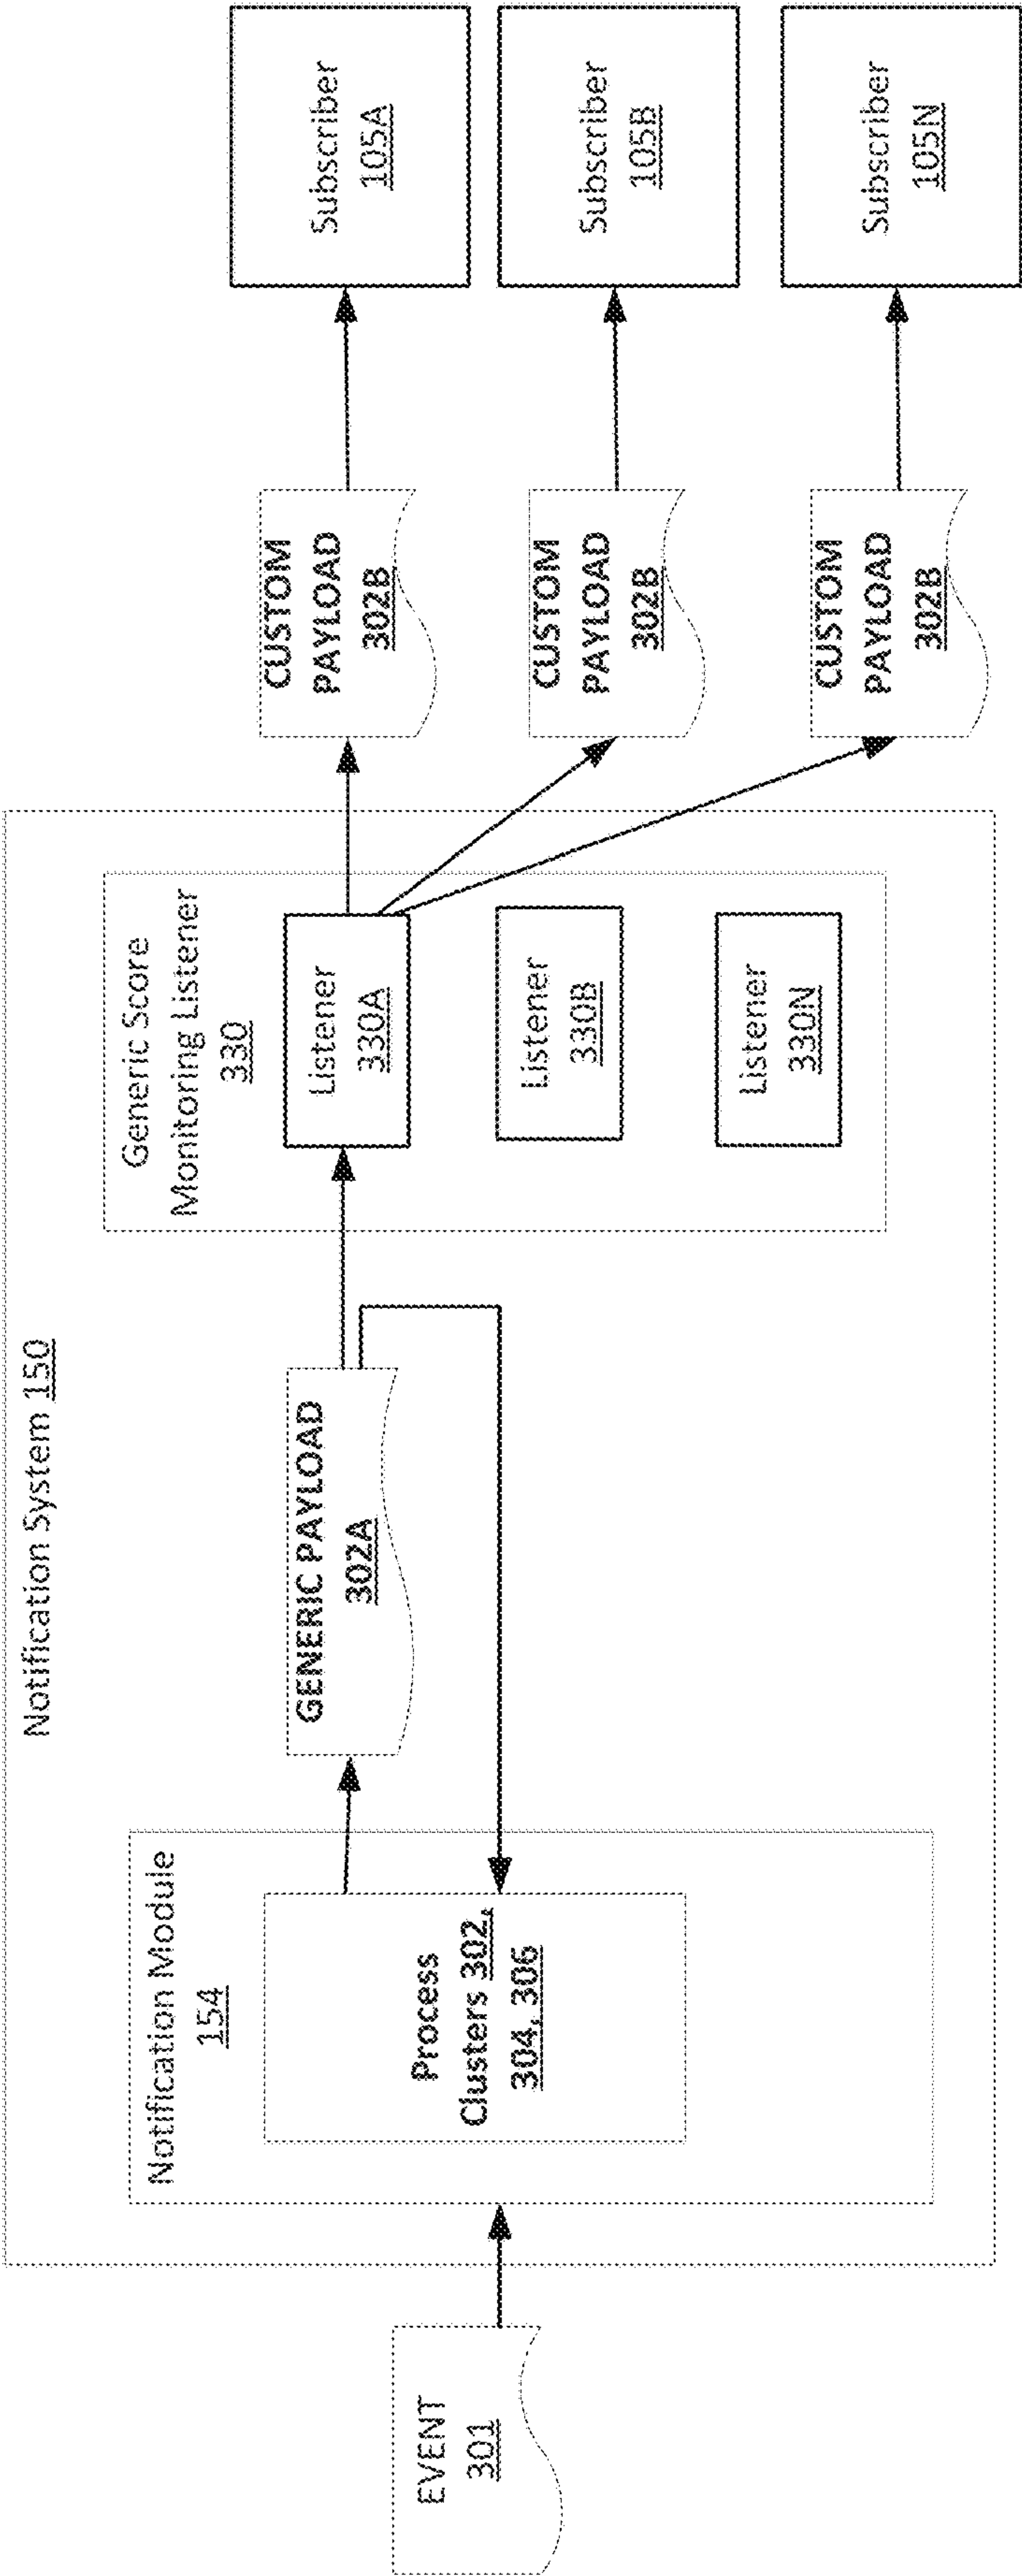 Notification System 150
Notification Module
154
Process
Clusters 302,
304, 306
EVENT
301
GENERIC PAYLOAD
302A
Generic Score
Monitoring Listener
330
Listener
330A
Listener
330B
Listener
330N
CUSTOM
PAYLOAD
302B
CUSTOM
PAYLOAD
302B
CUSTOM
PAYLOAD
302B
Subscriber
105A
Subscriber
105B
Subscriber
105N